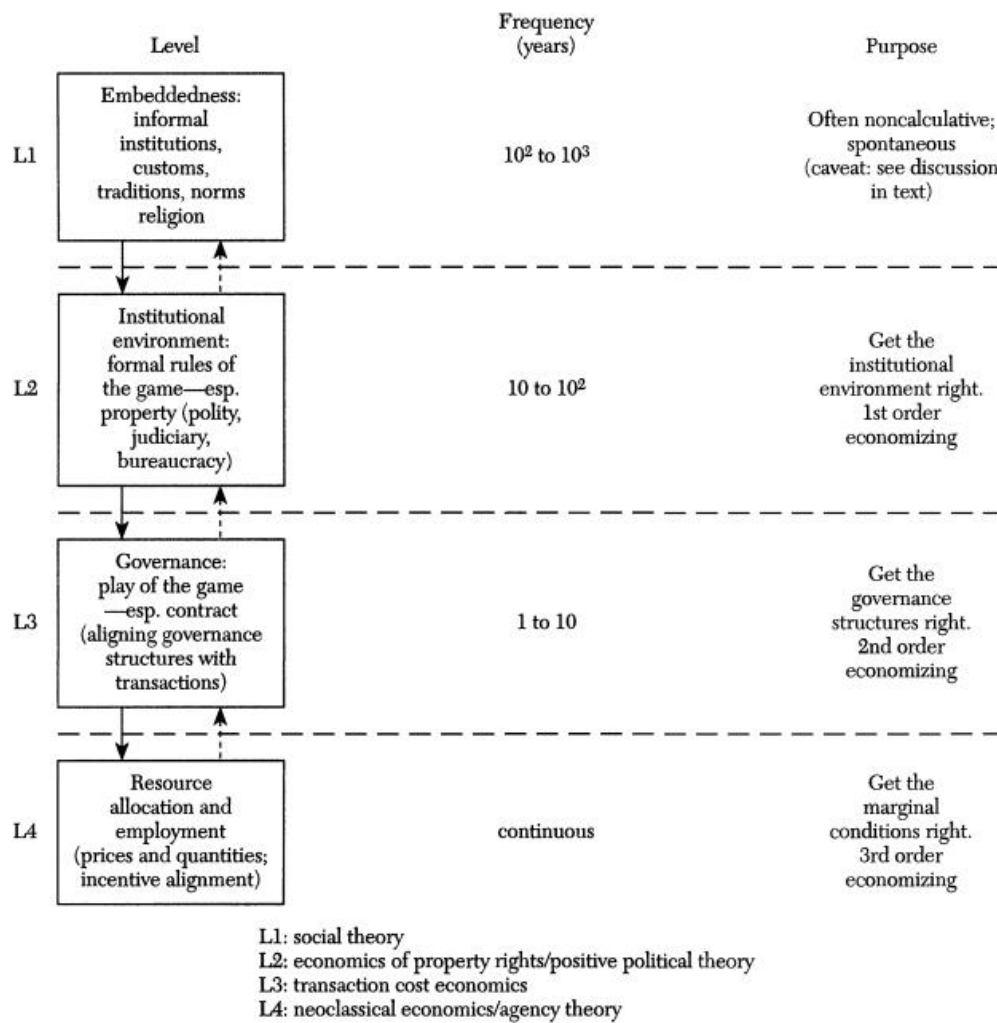 Level
Frequency
(years)
Purpose
L1
Embeddedness:
informal
institutions,
customs,
traditions, norms
religion
10² to 10³
Often noncalculative;
spontaneous
(caveat: see discussion
in text)
L2
Institutional
environment:
formal rules of
the game—esp.
property (polity,
judiciary,
bureaucracy)
10 to 10²
Get the
institutional
environment right.
1st order
economizing
L3
Governance:
play of the game
—esp. contract
(aligning governance
structures with
transactions)
1 to 10
Get the
governance
structures right.
2nd order
economizing
L4
Resource
allocation and
employment
(prices and quantities;
incentive alignment)
continuous
Get the
marginal
conditions right.
3rd order
economizing
L1: social theory
L2: economics of property rights/positive political theory
L3: transaction cost economics
L4: neoclassical economics/agency theory